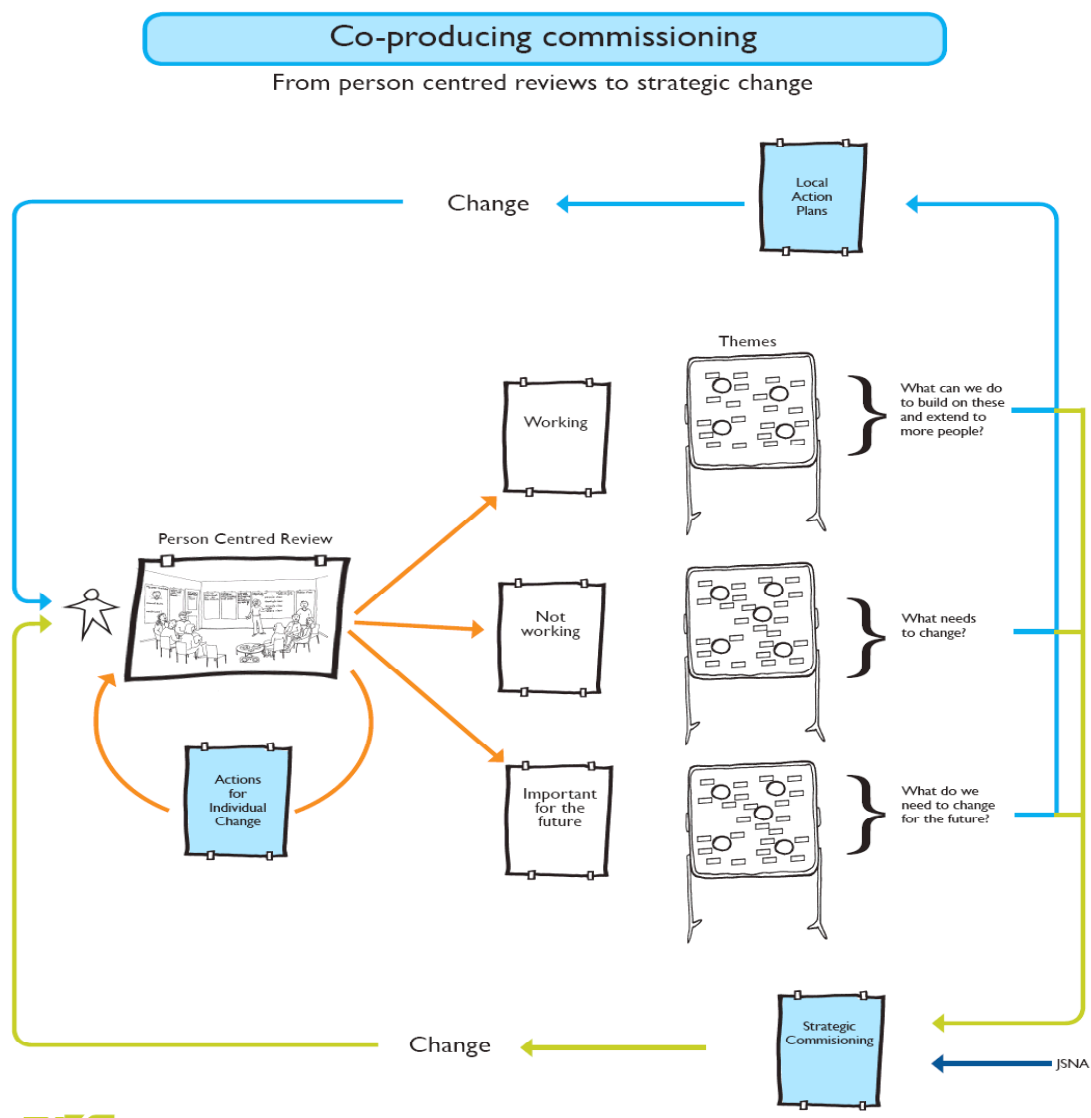 Co-producing commissioning
From person centred reviews to strategic change
Local
Action
Plans
Change
Themes
Working
What can we do
to build on these
and extend to
more people?
Person Centred Review
Not
working
What needs
to change?
Actions
for
Individual
Change
Important
for the
future
What do we
need to change
for the future?
Strategic
Commisioning
Change
JSNA